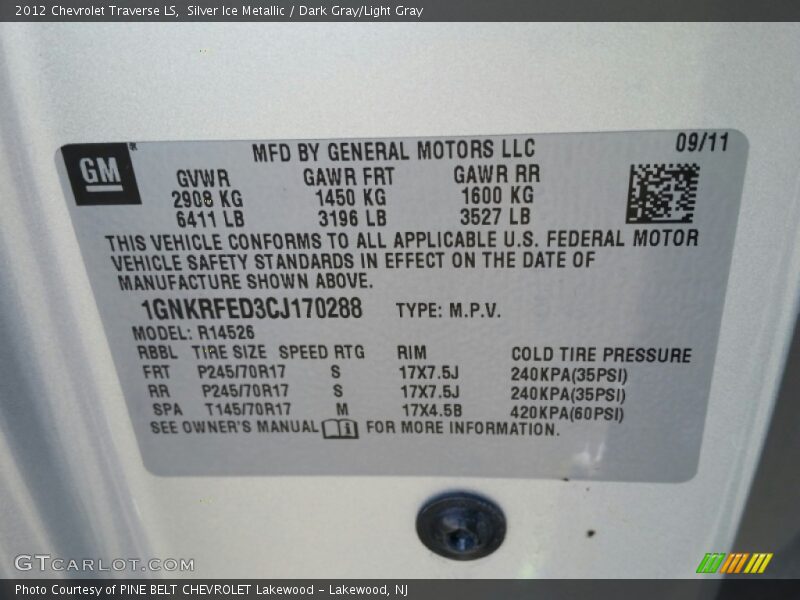 2012 Chevrolet Traverse LS, Silver Ice Metallic / Dark Gray/Light Gray
GM
MFD BY GENERAL MOTORS LLC 09/11
GVWR GAWR FRT GAWR RR
2908 KG 1450 KG 1600 KG
6411 LB 3196 LB 3527 LB
THIS VEHICLE CONFORMS TO ALL APPLICABLE U.S. FEDERAL MOTOR
VEHICLE SAFETY STANDARDS IN EFFECT ON THE DATE OF
MANUFACTURE SHOWN ABOVE.
1GNKRFED3CJ170288 TYPE: M.P.V.
MODEL: R14526
RBBL TIRE SIZE SPEED RTG RIM COLD TIRE PRESSURE
FRT P245/70R17 S 17X7.5J 240KPA(35PSI)
RR P245/70R17 S 17X7.5J 240KPA(35PSI)
SPA T145/70R17 M 17X4.5B 420KPA(60PSI)
SEE OWNER'S MANUAL i FOR MORE INFORMATION.
GTCARLOT.COM
Photo Courtesy of PINE BELT CHEVROLET Lakewood - Lakewood, NJ